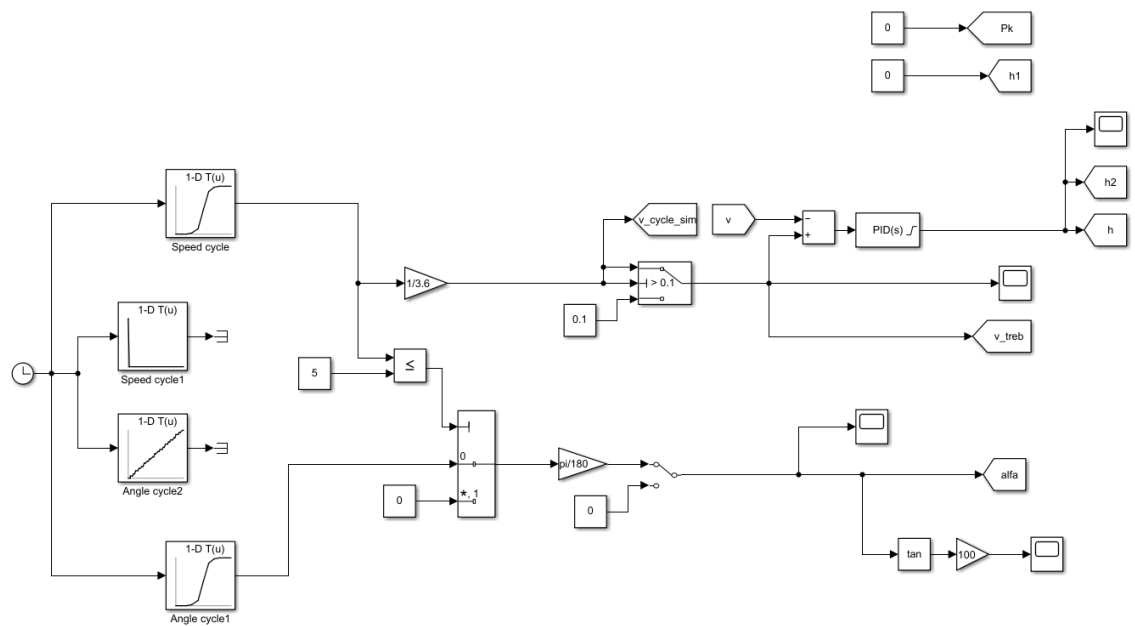 0
Pk
0
h1
1-D T(u)
Speed cycle
h2
v_cycle_sim
v
−
+
PID(s)
h
1/3.6
> 0.1
0.1
1-D T(u)
Speed cycle1
v_treb
5
≤
1-D T(u)
Angle cycle2
0
*, 1
0
pi/180
0
alfa
tan
100
1-D T(u)
Angle cycle1